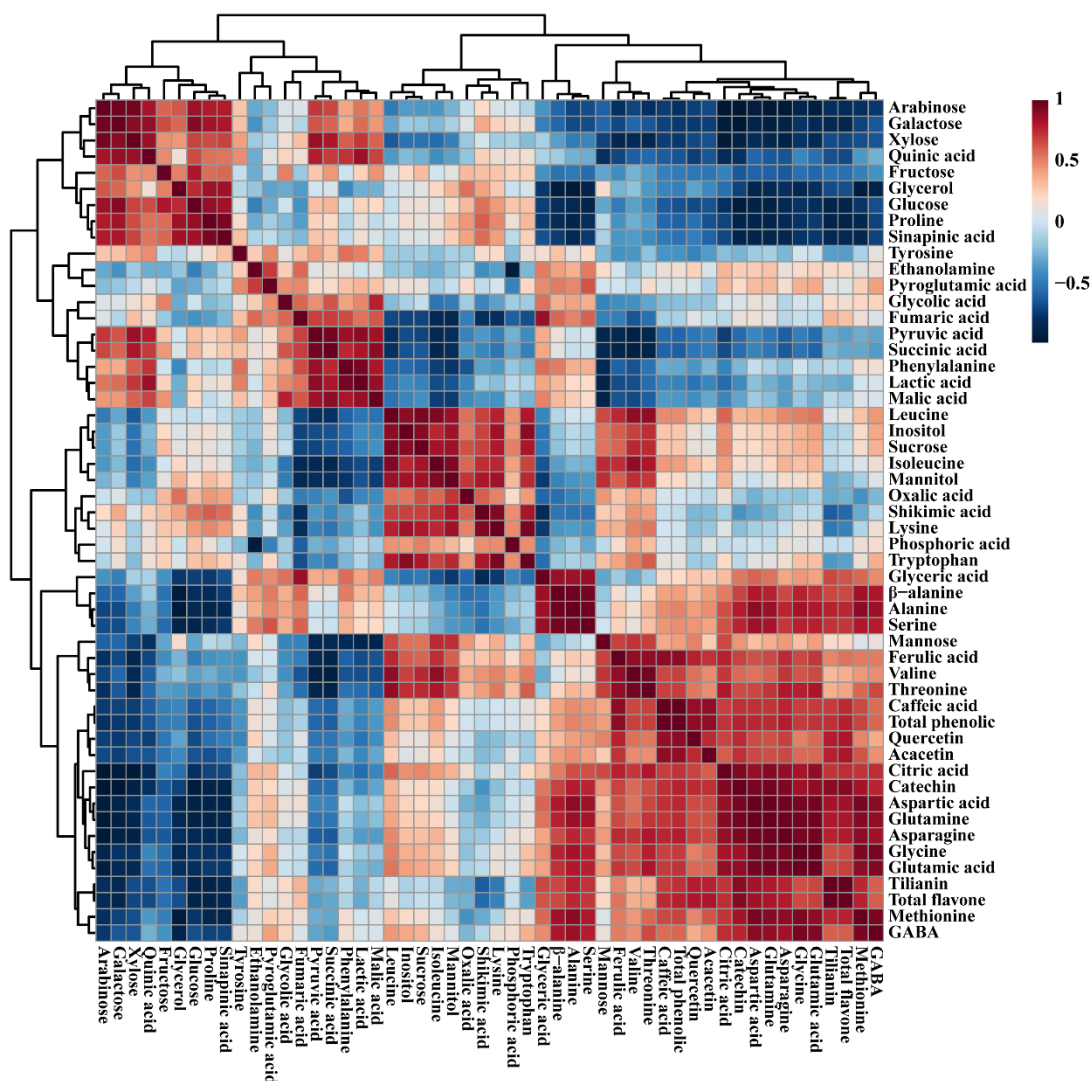 Arabinose
Galactose
Xylose
Quinic acid
Fructose
Glycerol
Glucose
Proline
Sinapinic acid
Tyrosine
Ethanolamine
Pyroglutamic acid
Glycolic acid
Fumaric acid
Pyruvic acid
Succinic acid
Phenylalanine
Lactic acid
Malic acid
Leucine
Inositol
Sucrose
Isoleucine
Mannitol
Oxalic acid
Shikimic acid
Lysine
Phosphoric acid
Tryptophan
Glyceric acid
β−alanine
Alanine
Serine
Mannose
Ferulic acid
Valine
Threonine
Caffeic acid
Total phenolic
Quercetin
Acacetin
Citric acid
Catechin
Aspartic acid
Glutamine
Asparagine
Glycine
Glutamic acid
Tilianin
Total flavone
Methionine
GABA
1
0.5
0
−0.5
Arabinose
Galactose
Xylose
Quinic acid
Fructose
Glycerol
Glucose
Proline
Sinapinic acid
Tyrosine
Ethanolamine
Pyroglutamic acid
Glycolic acid
Fumaric acid
Pyruvic acid
Succinic acid
Phenylalanine
Lactic acid
Malic acid
Leucine
Inositol
Sucrose
Isoleucine
Mannitol
Oxalic acid
Shikimic acid
Lysine
Phosphoric acid
Tryptophan
Glyceric acid
β−alanine
Alanine
Serine
Mannose
Ferulic acid
Valine
Threonine
Caffeic acid
Total phenolic
Quercetin
Acacetin
Citric acid
Catechin
Aspartic acid
Glutamine
Asparagine
Glycine
Glutamic acid
Tilianin
Total flavone
Methionine
GABA